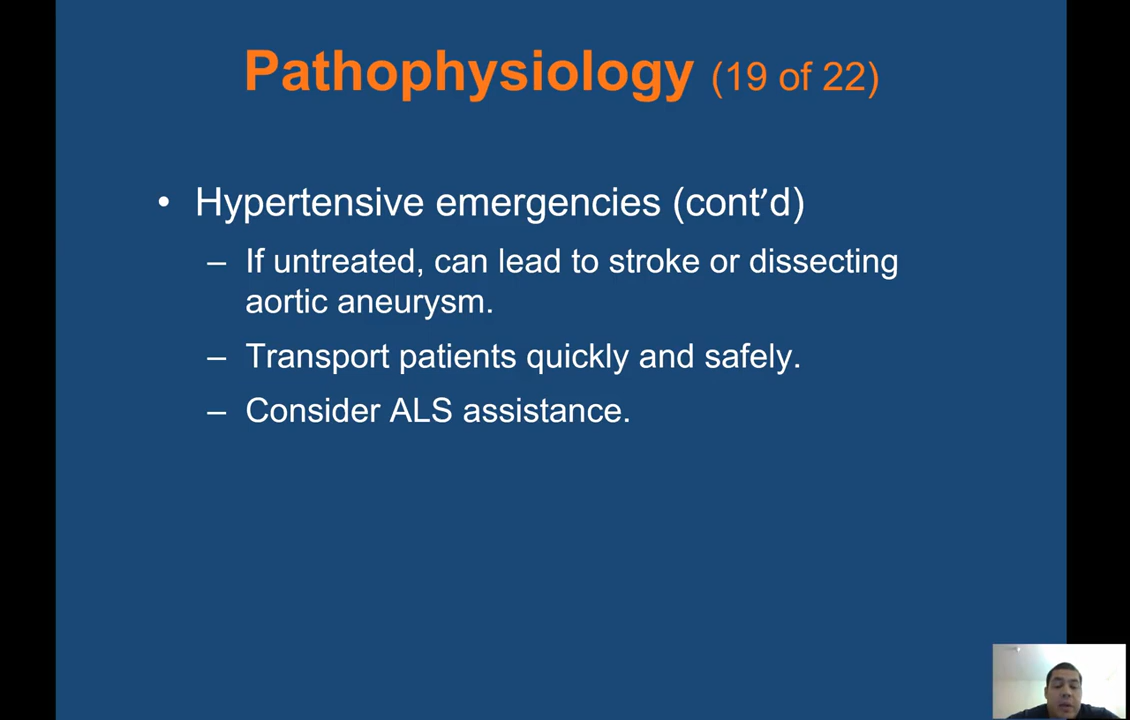 Pathophysiology (19 of 22)
• Hypertensive emergencies (cont’d)
– If untreated, can lead to stroke or dissecting
aortic aneurysm.
– Transport patients quickly and safely.
– Consider ALS assistance.